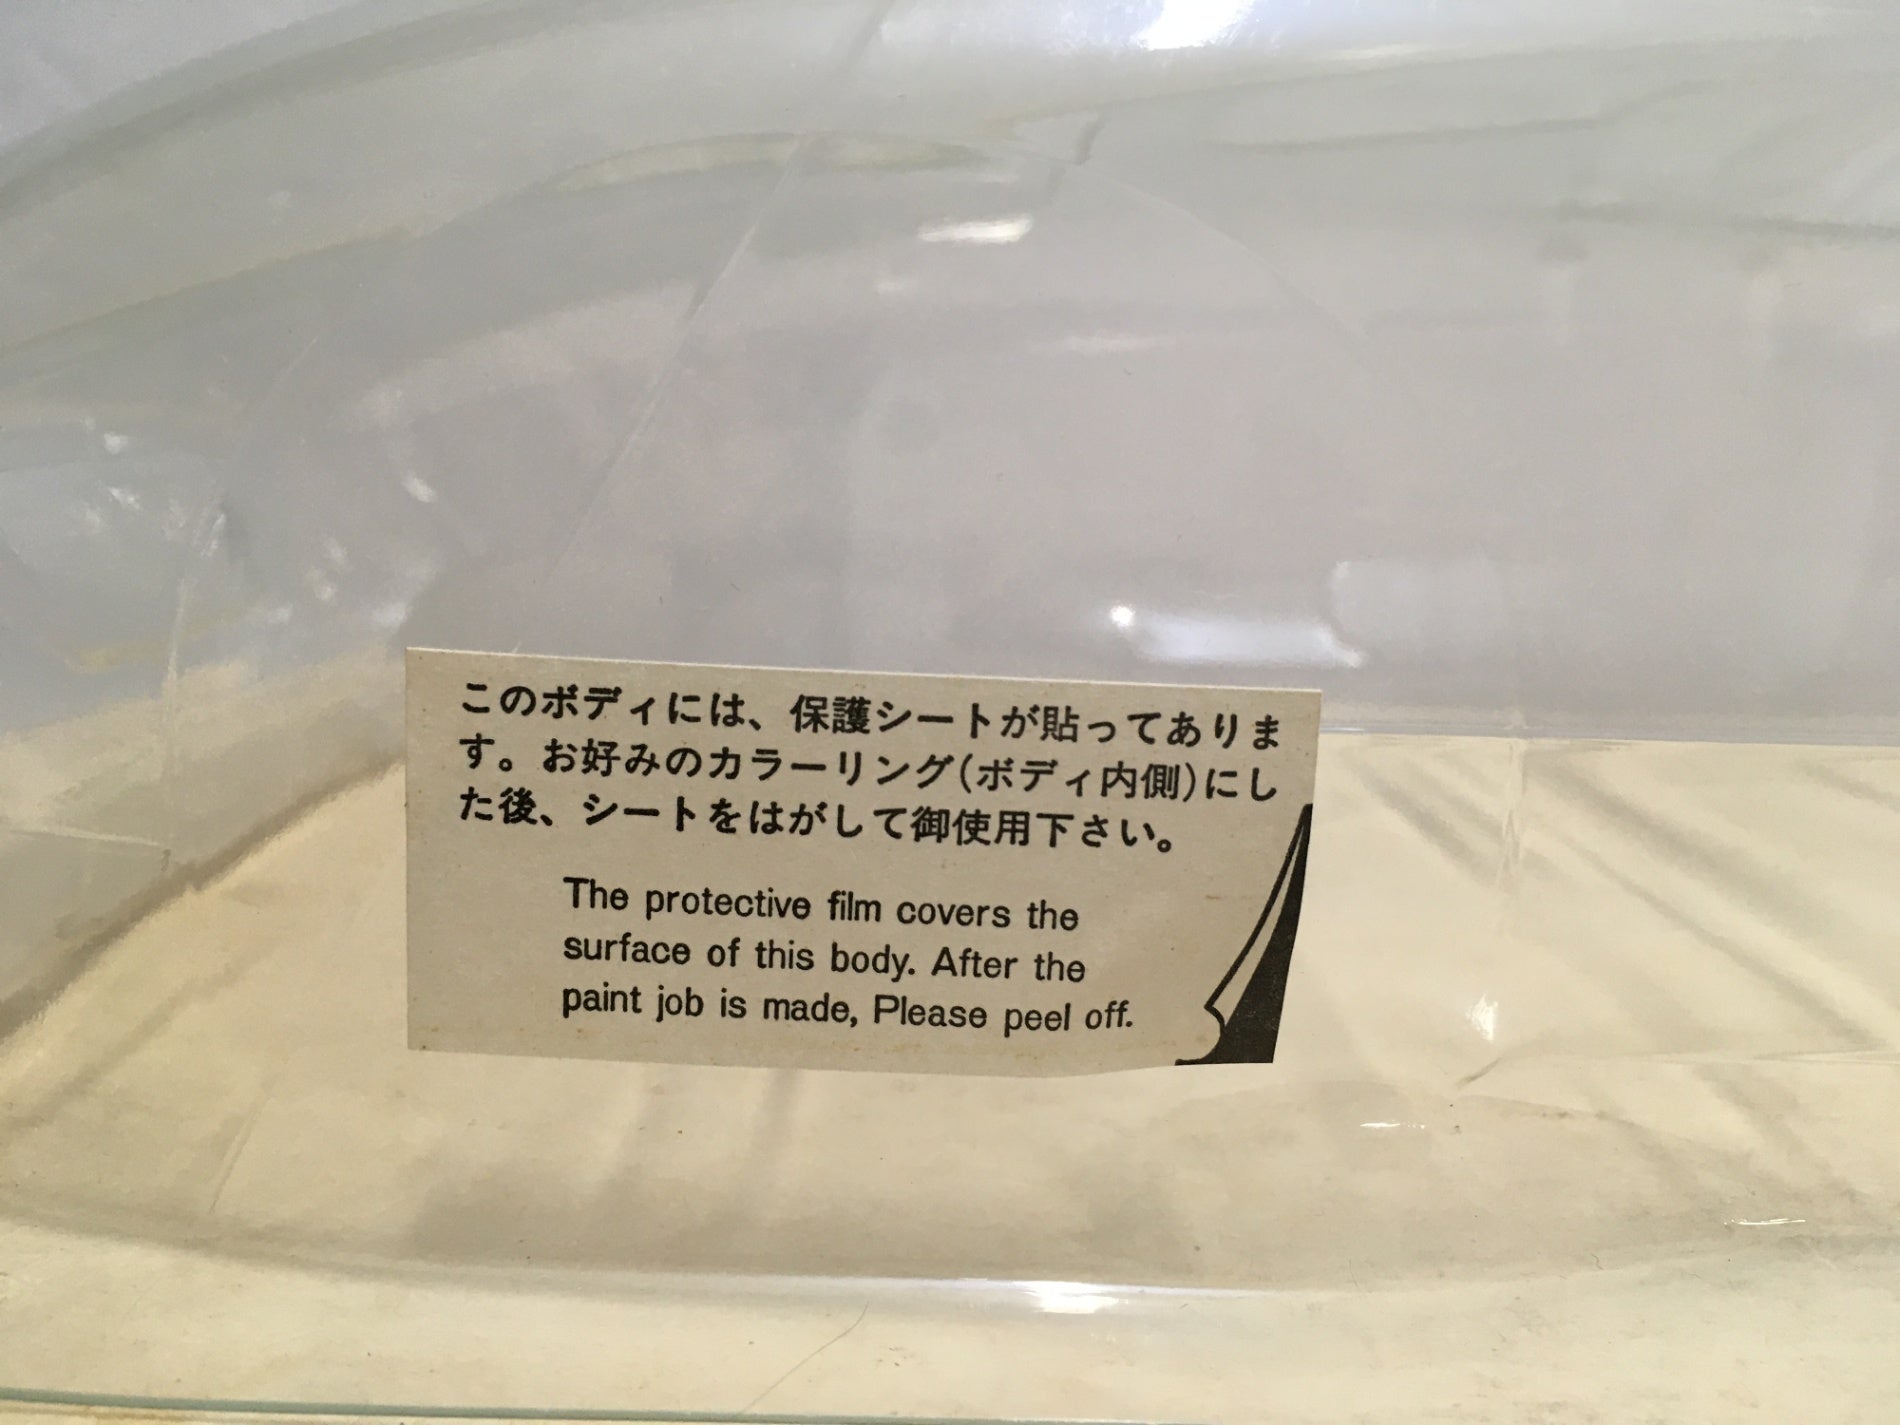 このボディには、保護シートが貼ってありま
す。お好みのカラーリング(ボディ内側)にし
た後、シートをはがして御使用下さい。
The protective film covers the
surface of this body. After the
paint job is made, Please peel off.